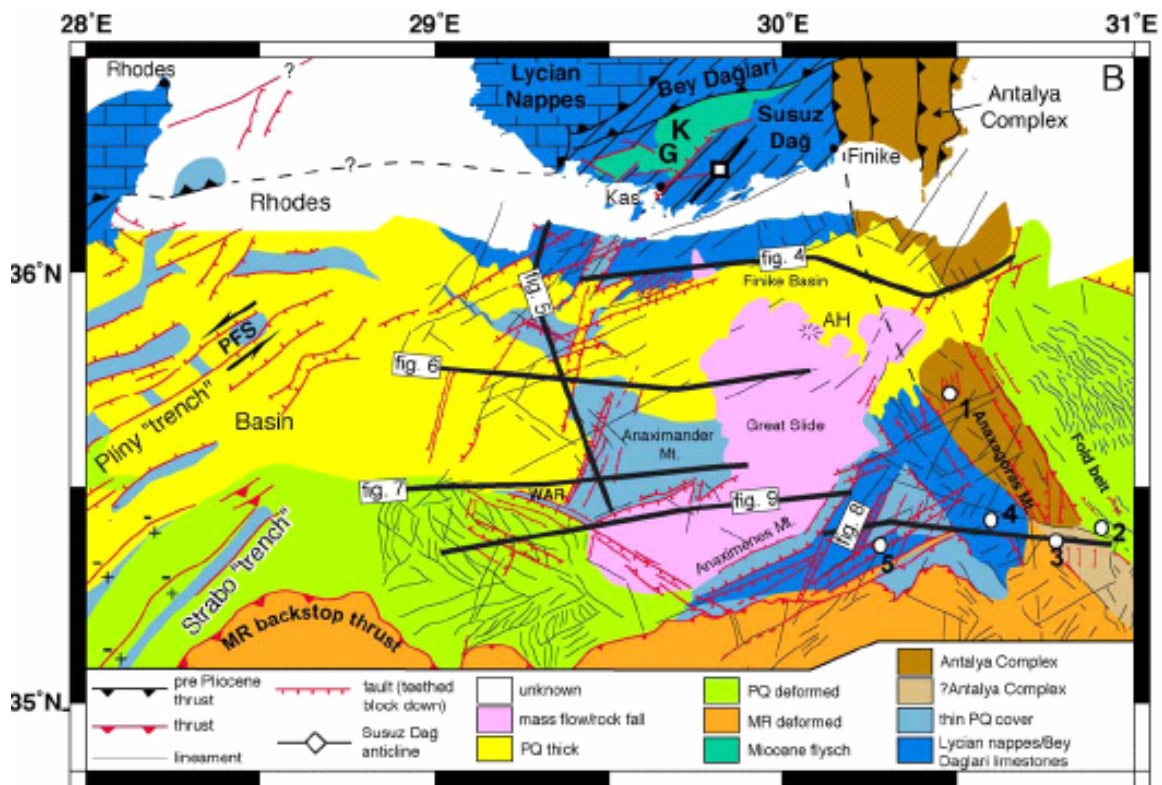 28°E
29°E
30°E
31°E
Rhodes
?
Lycian
Nappes
Bey Dağlari
B
K
G
Susuz
Dağ
Antalya
Complex
?
Finike
Rhodes
Kas
36°N
fig. 4
Finike Basin
fig. 5
PFS
AH
fig. 6
Pliny "trench"
Basin
Anaximander
Mt.
Great Slide
1
Anaxagoras Mt.
Fold belt
fig. 7
WAR
fig. 9
fig. 8
4
2
3
5
Anaximenes Mt.
Strabo "trench"
MR backstop thrust
35°N
pre Pliocene
thrust
thrust
lineament
fault (teethed
block down)
Susuz Dağ
anticline
unknown
mass flow/rock fall
PQ thick
PQ deformed
MR deformed
Miocene flysch
Antalya Complex
?Antalya Complex
thin PQ cover
Lycian nappes/Bey
Daglari limestones